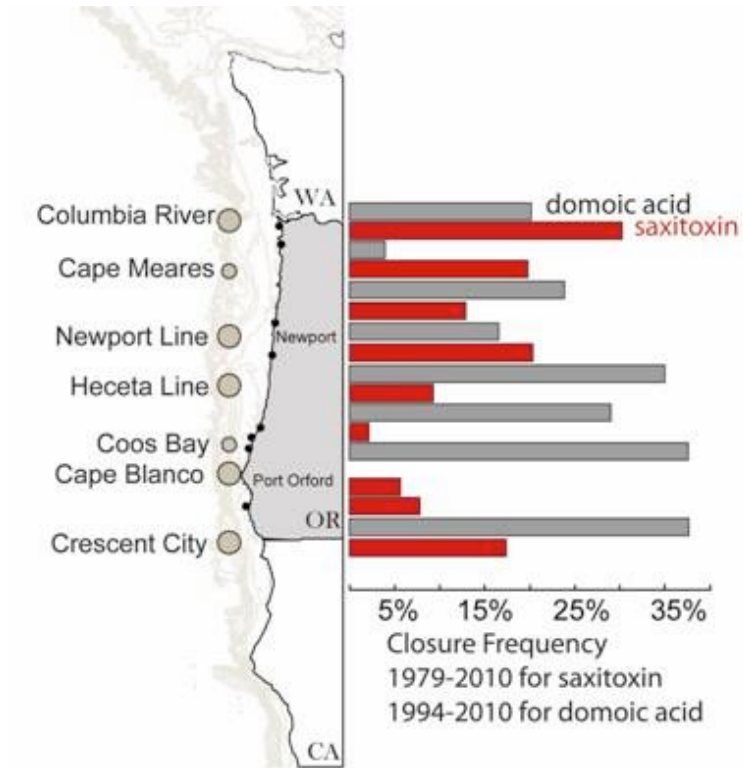 WA
Columbia River
domoic acid
saxitoxin
Cape Meares
Newport Line
Newport
Heceta Line
Coos Bay
Cape Blanco
Port Orford
OR
Crescent City
5% 15% 25% 35%
Closure Frequency
1979-2010 for saxitoxin
1994-2010 for domoic acid
CA